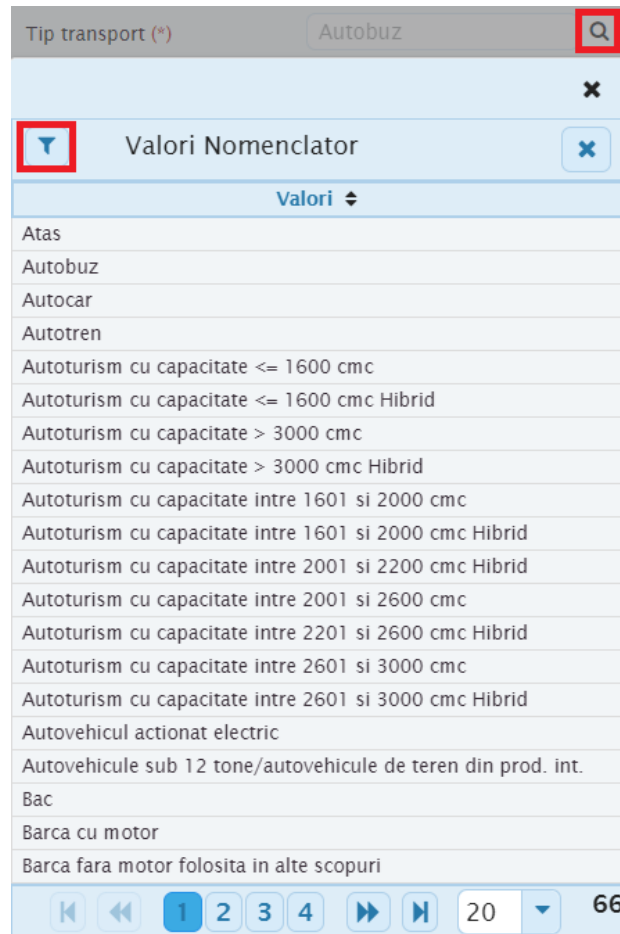 Tip transport (*)
Autobuz
Valori Nomenclator
Valori
Atas
Autobuz
Autocar
Autotren
Autoturism cu capacitate <= 1600 cmc
Autoturism cu capacitate <= 1600 cmc Hibrid
Autoturism cu capacitate > 3000 cmc
Autoturism cu capacitate > 3000 cmc Hibrid
Autoturism cu capacitate intre 1601 si 2000 cmc
Autoturism cu capacitate intre 1601 si 2000 cmc Hibrid
Autoturism cu capacitate intre 2001 si 2200 cmc Hibrid
Autoturism cu capacitate intre 2001 si 2600 cmc
Autoturism cu capacitate intre 2201 si 2600 cmc Hibrid
Autoturism cu capacitate intre 2601 si 3000 cmc
Autoturism cu capacitate intre 2601 si 3000 cmc Hibrid
Autovehicul actionat electric
Autovehicule sub 12 tone/autovehicule de teren din prod. int.
Bac
Barca cu motor
Barca fara motor folosita in alte scopuri
1 2 3 4 20 66